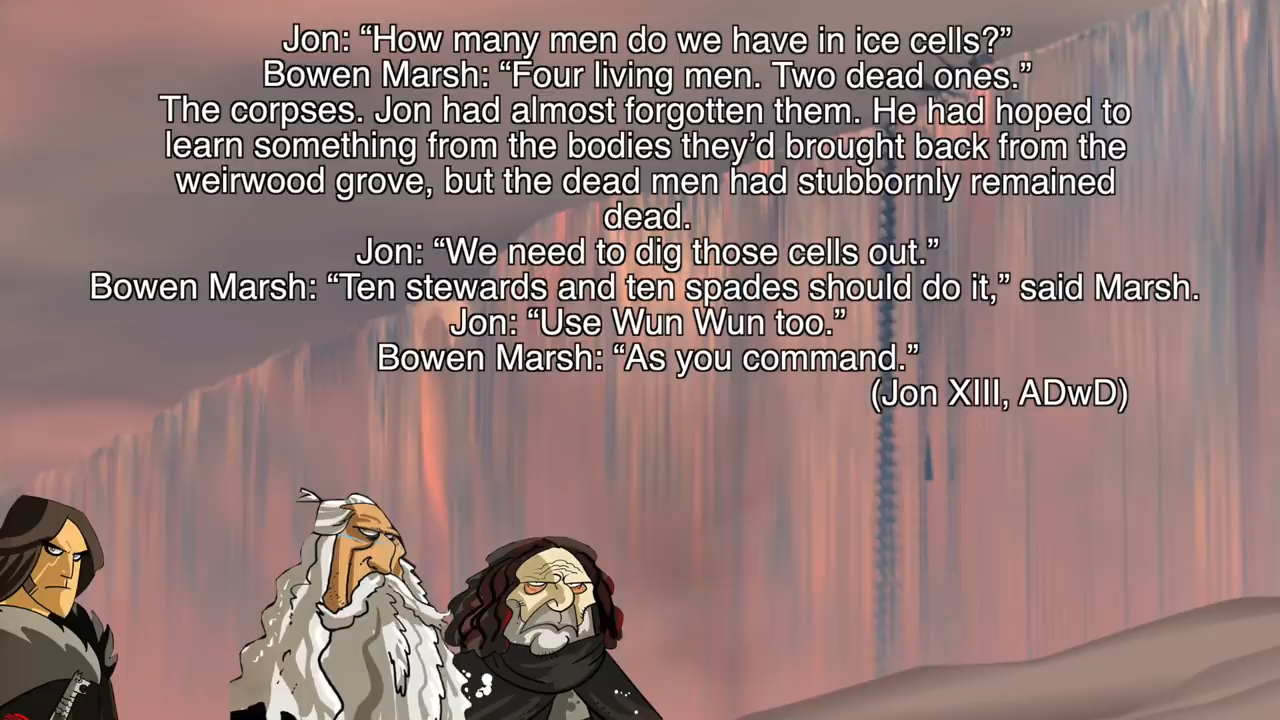 Jon: “How many men do we have in ice cells?”
Bowen Marsh: “Four living men. Two dead ones.”
The corpses. Jon had almost forgotten them. He had hoped to
learn something from the bodies they’d brought back from the
weirwood grove, but the dead men had stubbornly remained
dead.
Jon: “We need to dig those cells out.”
Bowen Marsh: “Ten stewards and ten spades should do it,” said Marsh.
Jon: “Use Wun Wun too.”
Bowen Marsh: “As you command.”
(Jon XIII, ADwD)